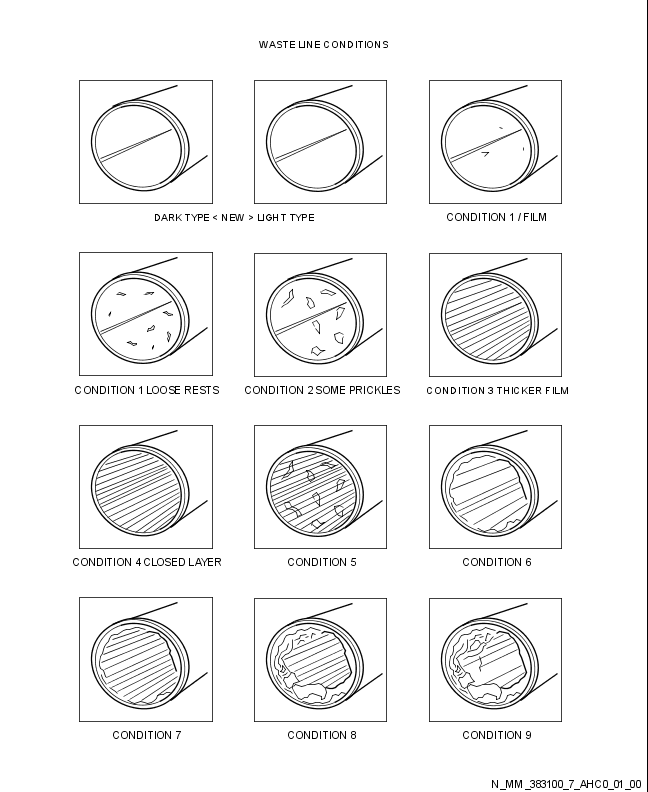 WASTE LINE CONDITIONS
DARK TYPE < NEW > LIGHT TYPE
CONDITION 1 / FILM
CONDITION 1 LOOSE RESTS
CONDITION 2 SOME PRICKLES
CONDITION 3 THICKER FILM
CONDITION 4 CLOSED LAYER
CONDITION 5
CONDITION 6
CONDITION 7
CONDITION 8
CONDITION 9
N_MM_383100_7_AHC0_01_00